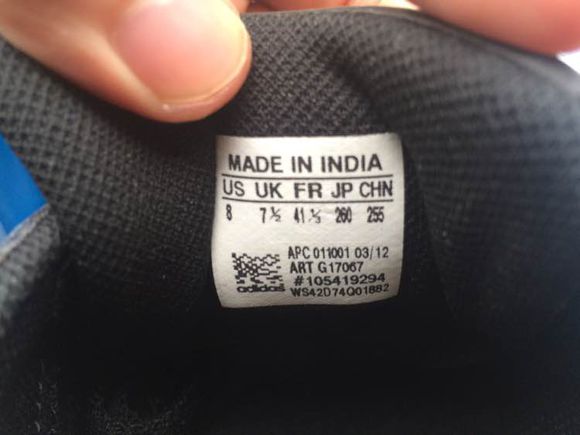 MADE IN INDIA
US UK FR JP CHN
8 7½ 41⅓ 260 255
APC 011001 03/12
ART G17067
#105419294
adidas WS42D74Q01882